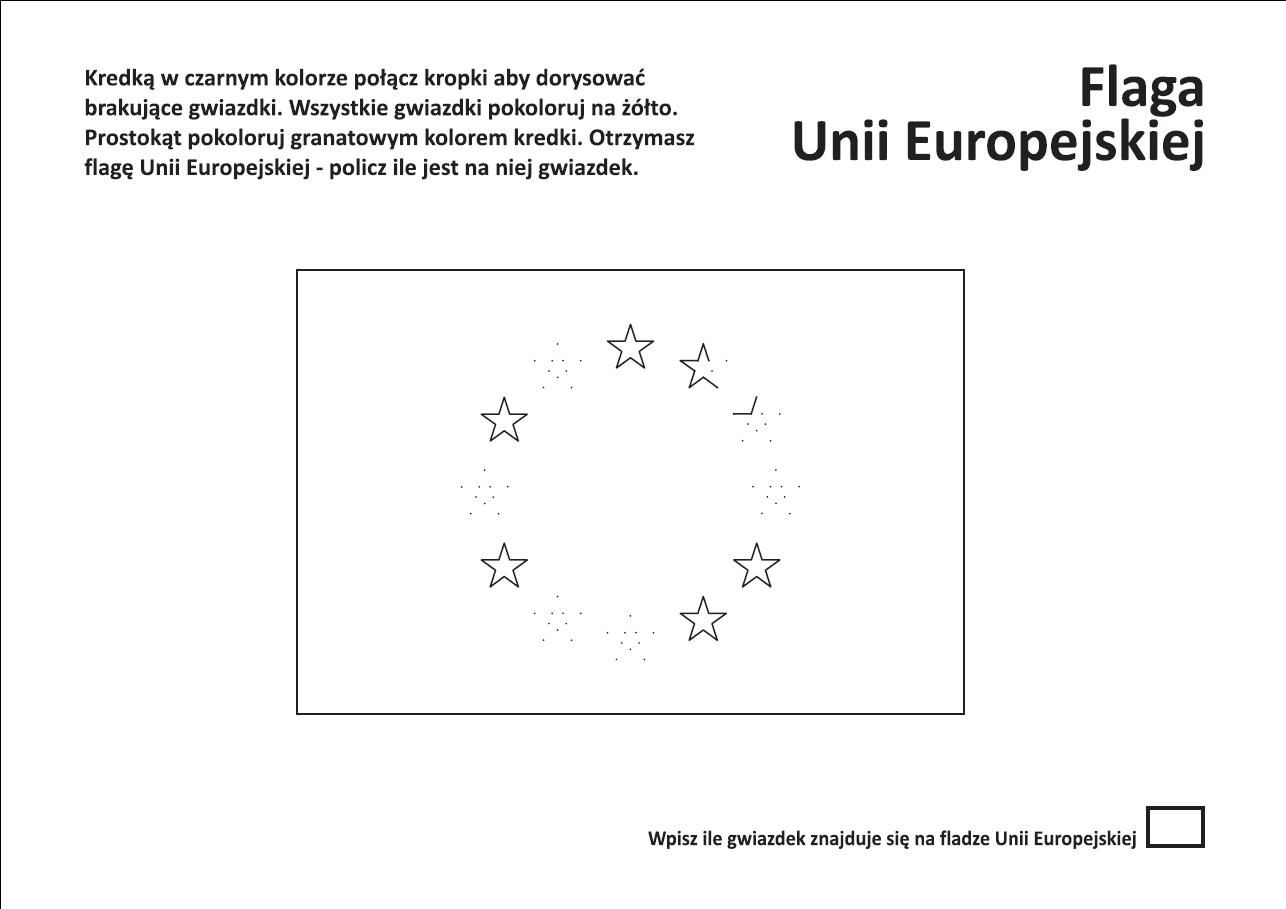 Kredką w czarnym kolorze połącz kropki aby dorysować
brakujące gwiazdki. Wszystkie gwiazdki pokoloruj na żółto.
Prostokąt pokoloruj granatowym kolorem kredki. Otrzymasz
flagę Unii Europejskiej - policz ile jest na niej gwiazdek.
Flaga
Unii Europejskiej
Wpisz ile gwiazdek znajduje się na fladze Unii Europejskiej